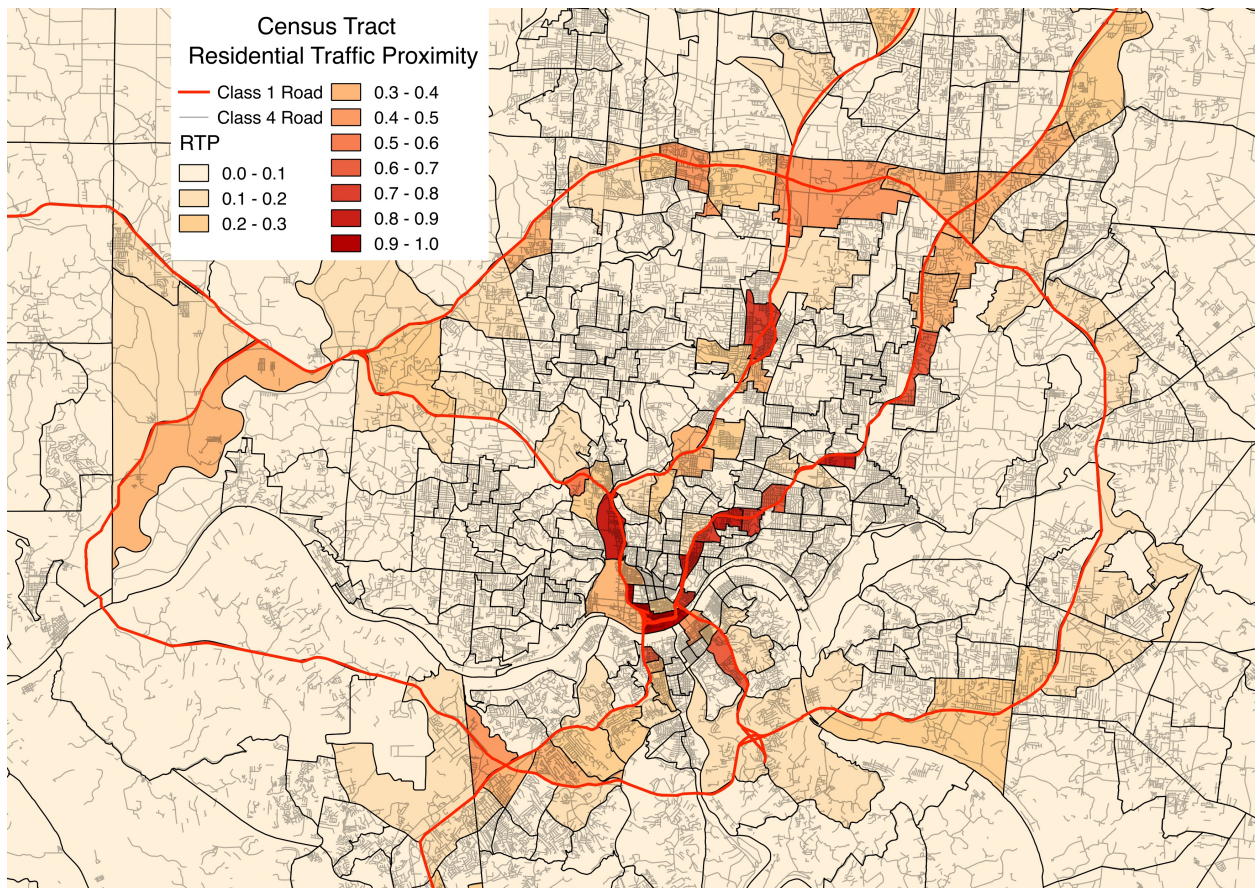 Census Tract
Residential Traffic Proximity
Class 1 Road
Class 4 Road
RTP
0.0 - 0.1
0.1 - 0.2
0.2 - 0.3
0.3 - 0.4
0.4 - 0.5
0.5 - 0.6
0.6 - 0.7
0.7 - 0.8
0.8 - 0.9
0.9 - 1.0